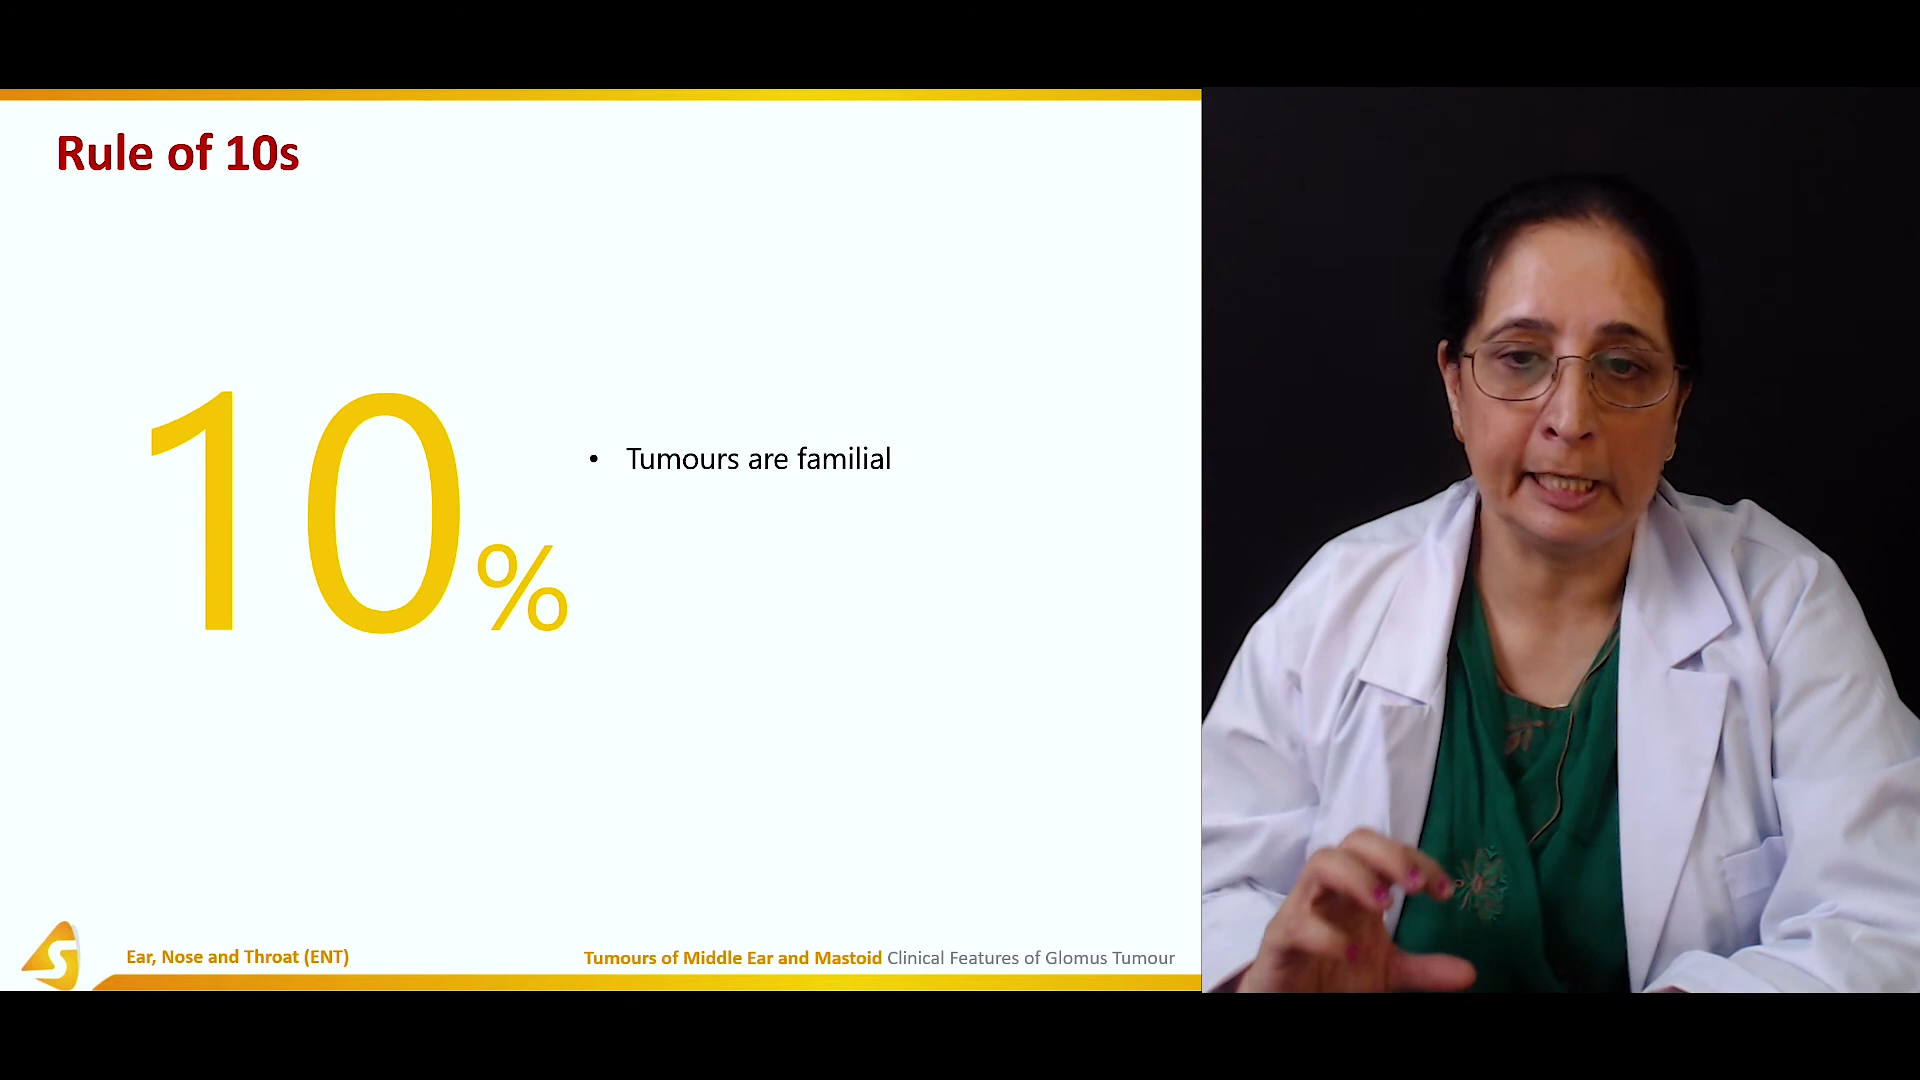 Rule of 10s
10%
• Tumours are familial
Ear, Nose and Throat (ENT)
Tumours of Middle Ear and Mastoid Clinical Features of Glomus Tumour